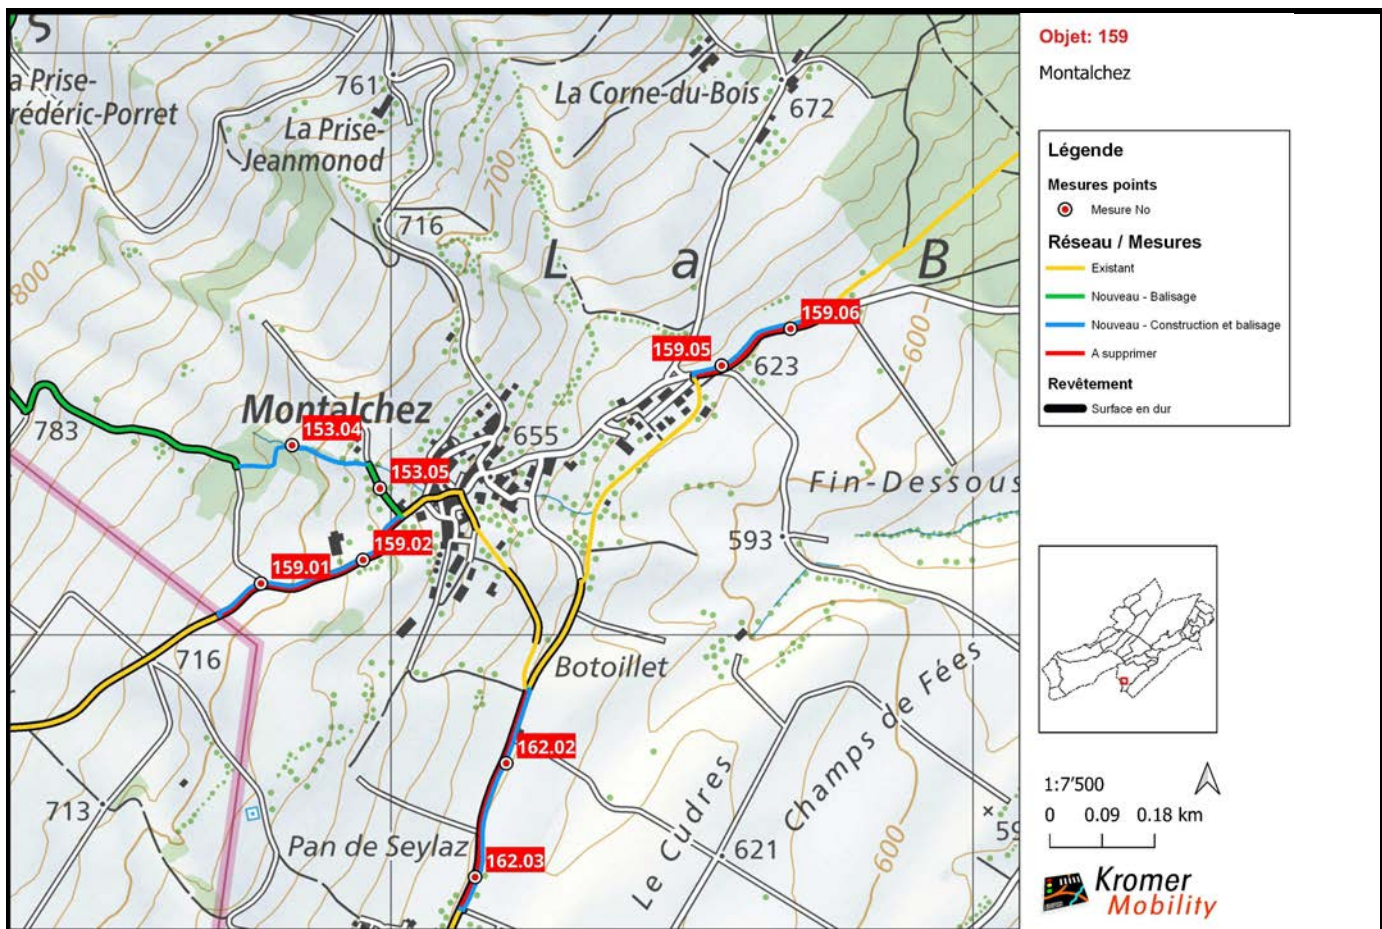 S
a Prise-
rédéric-Porret
761
La Prise-
Jeanmonod
La Corne-du-Bois
672
700
716
L a B
800
600
159.06
159.05
623
Montalchez
783
153.04
655
153.05
Fin-Dessous
159.02
593
159.01
716
Botoillet
162.02
713
Pan de Seylaz
162.03
Le Cudres
Champs de Fées
621
600
59
Objet: 159
Montalchez
Légende
Mesures points
Mesure No
Réseau / Mesures
Existant
Nouveau - Balisage
Nouveau - Construction et balisage
A supprimer
Revêtement
Surface en dur
1:7'500
0 0.09 0.18 km
Kromer
Mobility